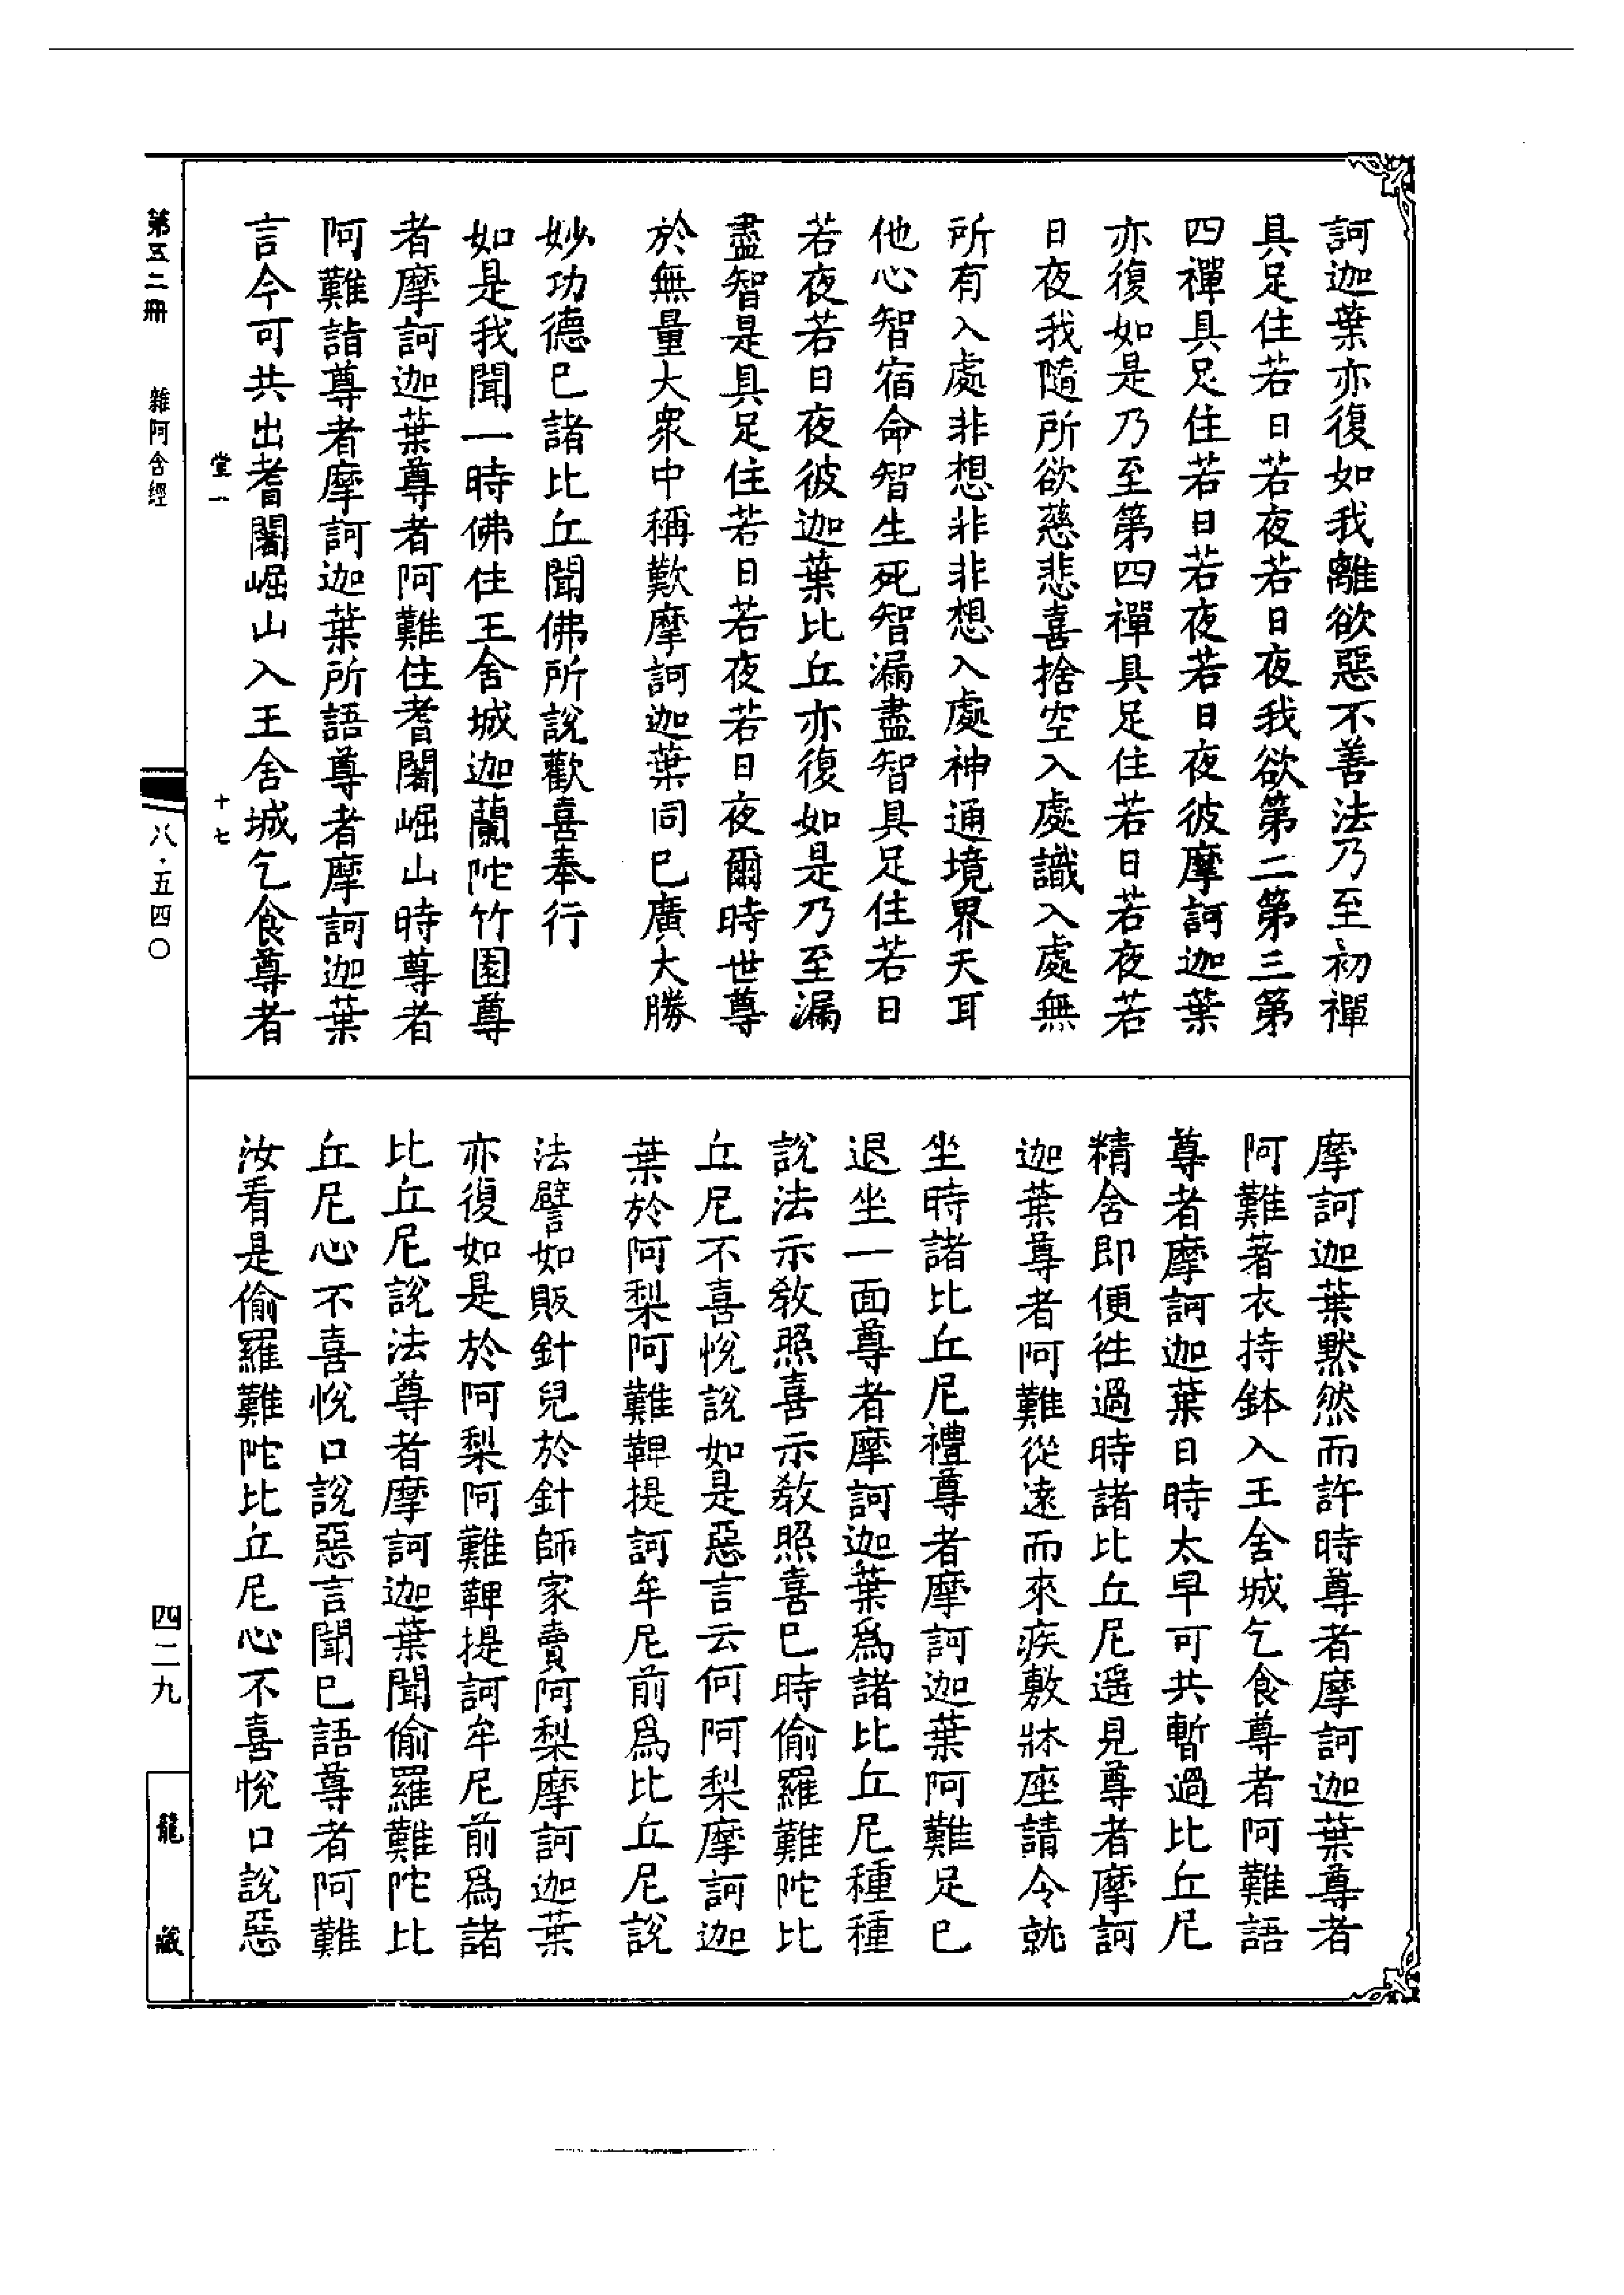 訶迦葉亦復如我離欲惡不善法乃至初禪
具足住若日若夜若日夜我欲第二第三第
四禪具足住若日若夜若日夜彼摩訶迦葉
亦復如是乃至第四禪具足住若日若夜若
日夜我隨所欲慈悲喜捨空入處識入處無
所有入處非想非非想入處神通境界天耳
他心智宿命智生死智漏盡智具足住若日
若夜若日夜彼迦葉比丘亦復如是乃至漏
盡智是具足住若日若夜若日夜爾時世尊
於無量大衆中稱歎摩訶迦葉同已廣大勝
妙功德已諸比丘聞佛所說歡喜奉行
如是我聞一時佛住王舍城迦蘭陀竹園尊
者摩訶迦葉尊者阿難住耆闍崛山時尊者
阿難詣尊者摩訶迦葉所語尊者摩訶迦葉
言今可共出耆闍崛山入王舍城乞食尊者
堂一 十七
摩訶迦葉黙然而許時尊者摩訶迦葉尊者
阿難著衣持鉢入王舍城乞食尊者阿難語
尊者摩訶迦葉日時太早可共暫過比丘尼
精舍即便往過時諸比丘尼遥見尊者摩訶
迦葉尊者阿難從遠而來疾敷牀座請令就
坐時諸比丘尼禮尊者摩訶迦葉阿難足已
退坐一面尊者摩訶迦葉爲諸比丘尼種種
說法示教照喜示教照喜已時偷羅難陀比
丘尼不喜悅說如是惡言云何阿梨摩訶迦
葉於阿梨阿難鞞提訶牟尼前爲比丘尼說
法譬如販針兒於針師家賣阿梨摩訶迦葉
亦復如是於阿梨阿難鞞提訶牟尼前爲諸
比丘尼說法尊者摩訶迦葉聞偷羅難陀比
丘尼心不喜悅口說惡言聞已語尊者阿難
汝看是偷羅難陀比丘尼心不喜悅口說惡
第五二冊 雜阿含經 八·五四〇 四二九 龍藏